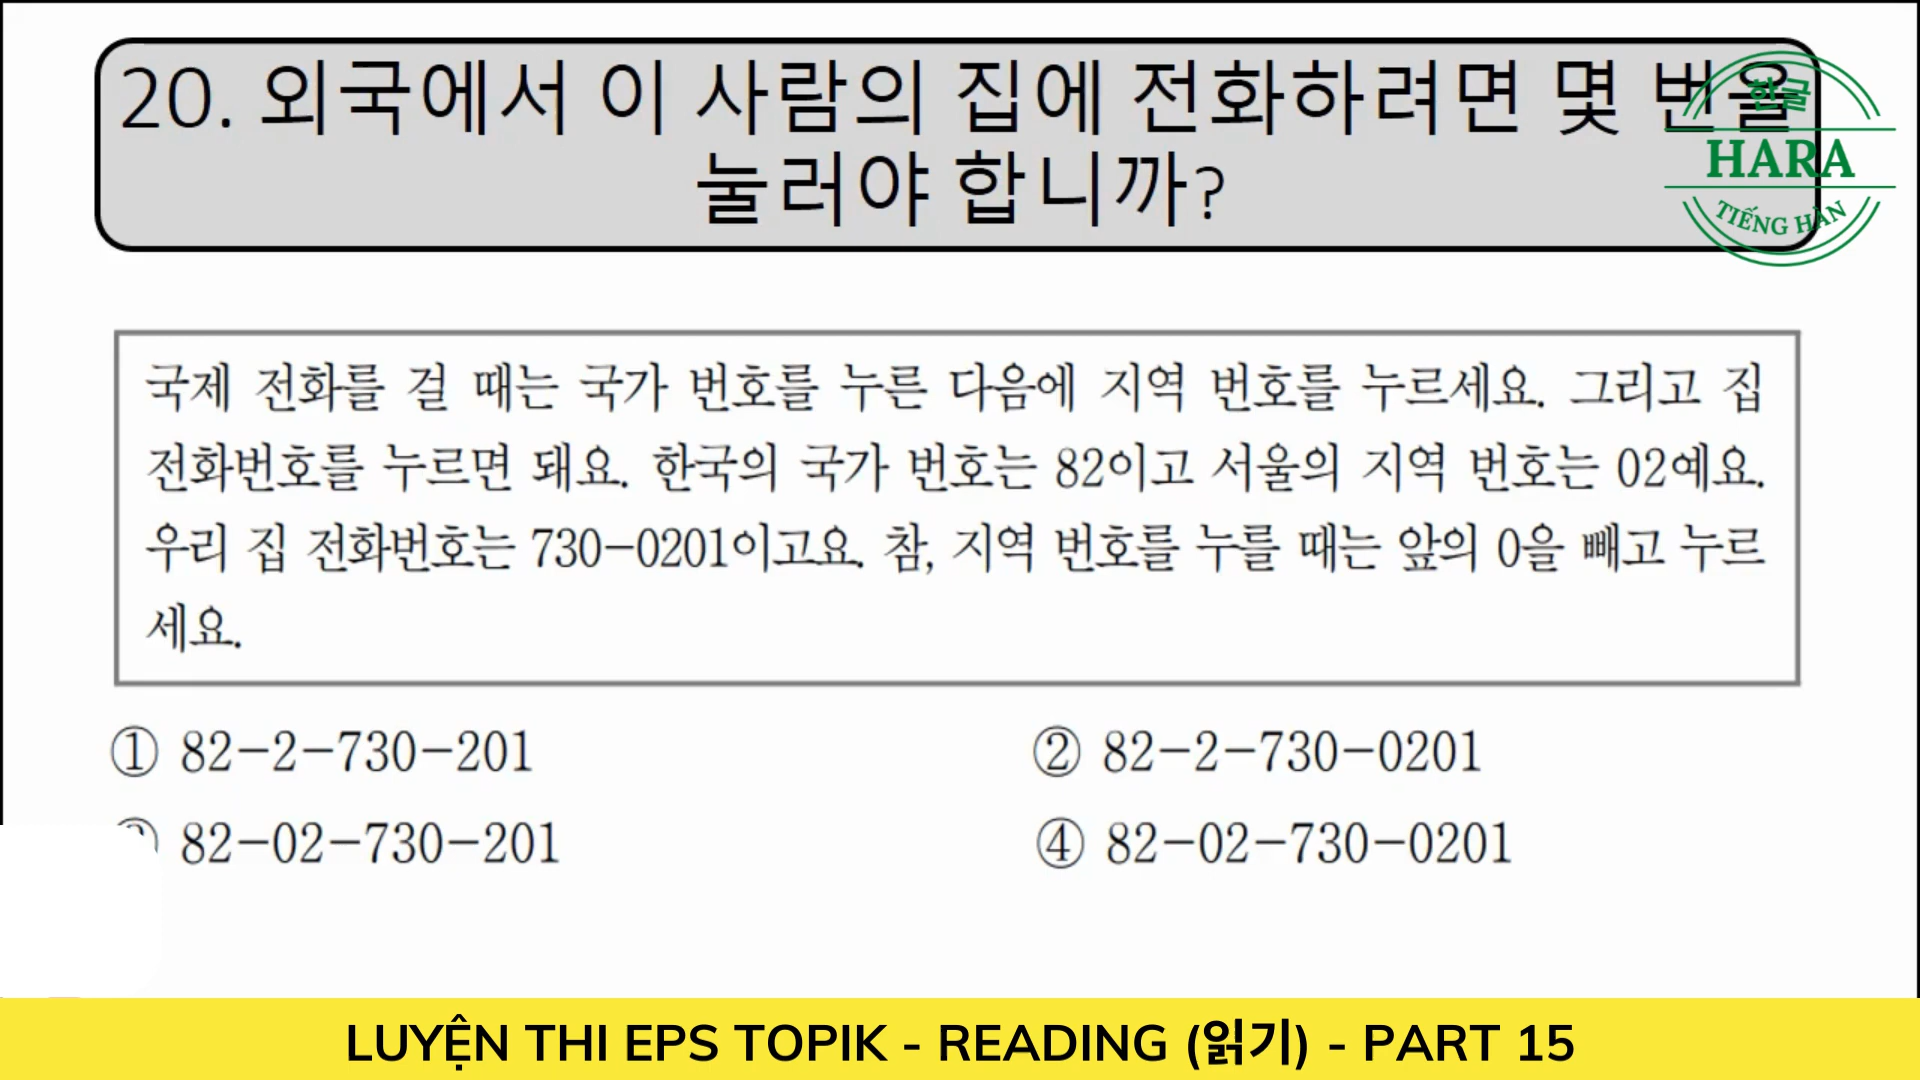 20. 외국에서 이 사람의 집에 전화하려면 몇 번을
눌러야 합니까?
한글
HARA
TIẾNG HÀN
국제 전화를 걸 때는 국가 번호를 누른 다음에 지역 번호를 누르세요. 그리고 집
전화번호를 누르면 돼요. 한국의 국가 번호는 82이고 서울의 지역 번호는 02예요.
우리 집 전화번호는 730-0201이고요. 참, 지역 번호를 누를 때는 앞의 0을 빼고 누르
세요.
① 82-2-730-201
② 82-2-730-0201
82-02-730-201
④ 82-02-730-0201
LUYỆN THI EPS TOPIK - READING (읽기) - PART 15